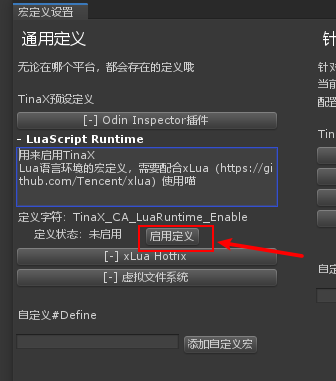 宏定义设置
通用定义
针
无论在哪个平台，都会存在的定义哦
针对
当前
配置
TinaX预设定义
Tin
[-] Odin Inspector插件
- LuaScript Runtime
用来启用TinaX
Lua语言环境的宏定义，需要配合xLua（https://gi
thub.com/Tencent/xlua）使用喵
定义字符：TinaX_CA_LuaRuntime_Enable
定义状态：未启用
启用定义
[-] xLua Hotfix
自定
[-] 虚拟文件系统
自定义#Define
添加自定义宏